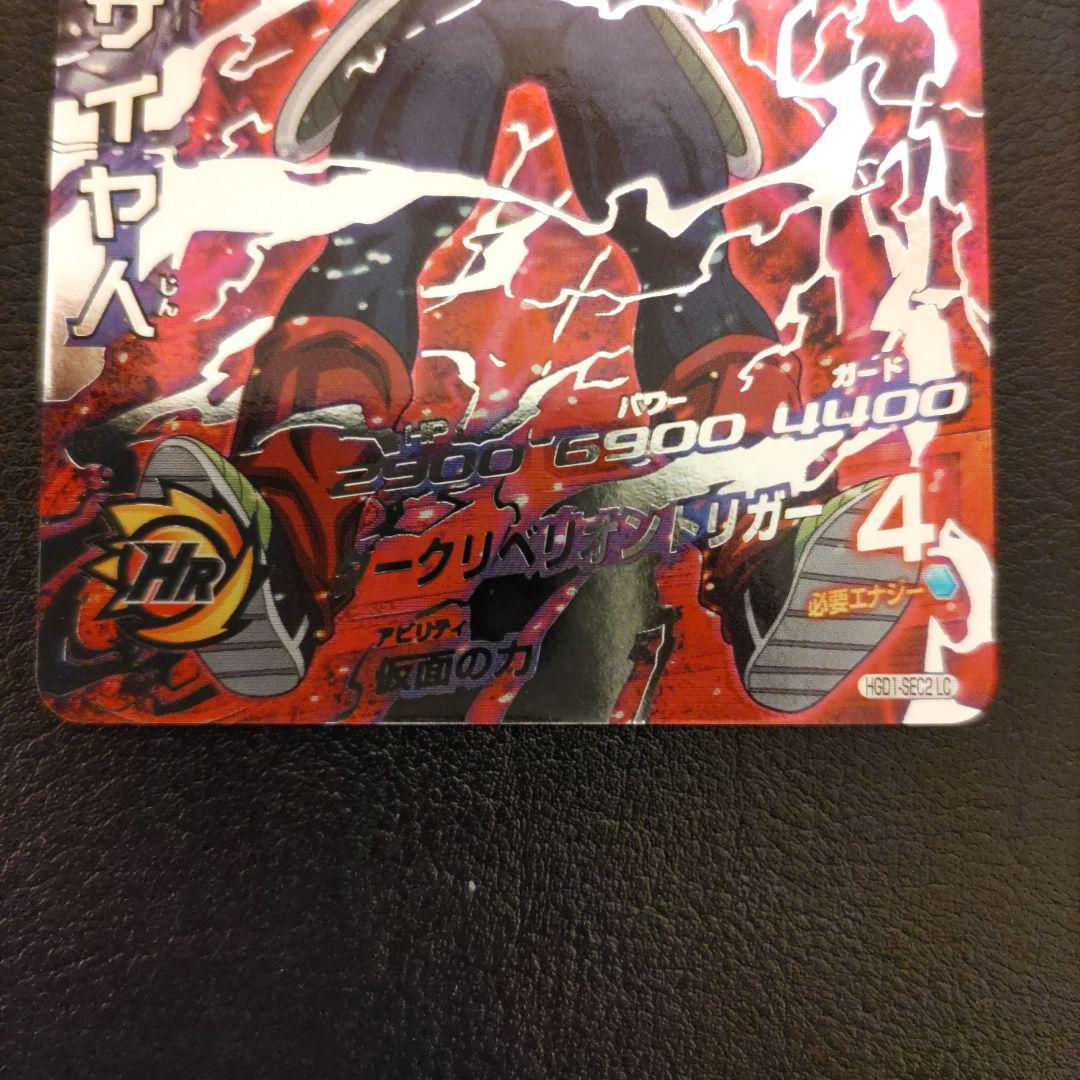 サイヤ人
じん
HP パワー ガード
2900 6900 4400
ークリベリオントリガー 4
必要エナジー
HR
アビリティ
仮面の力
HGD1-SEC2 LC